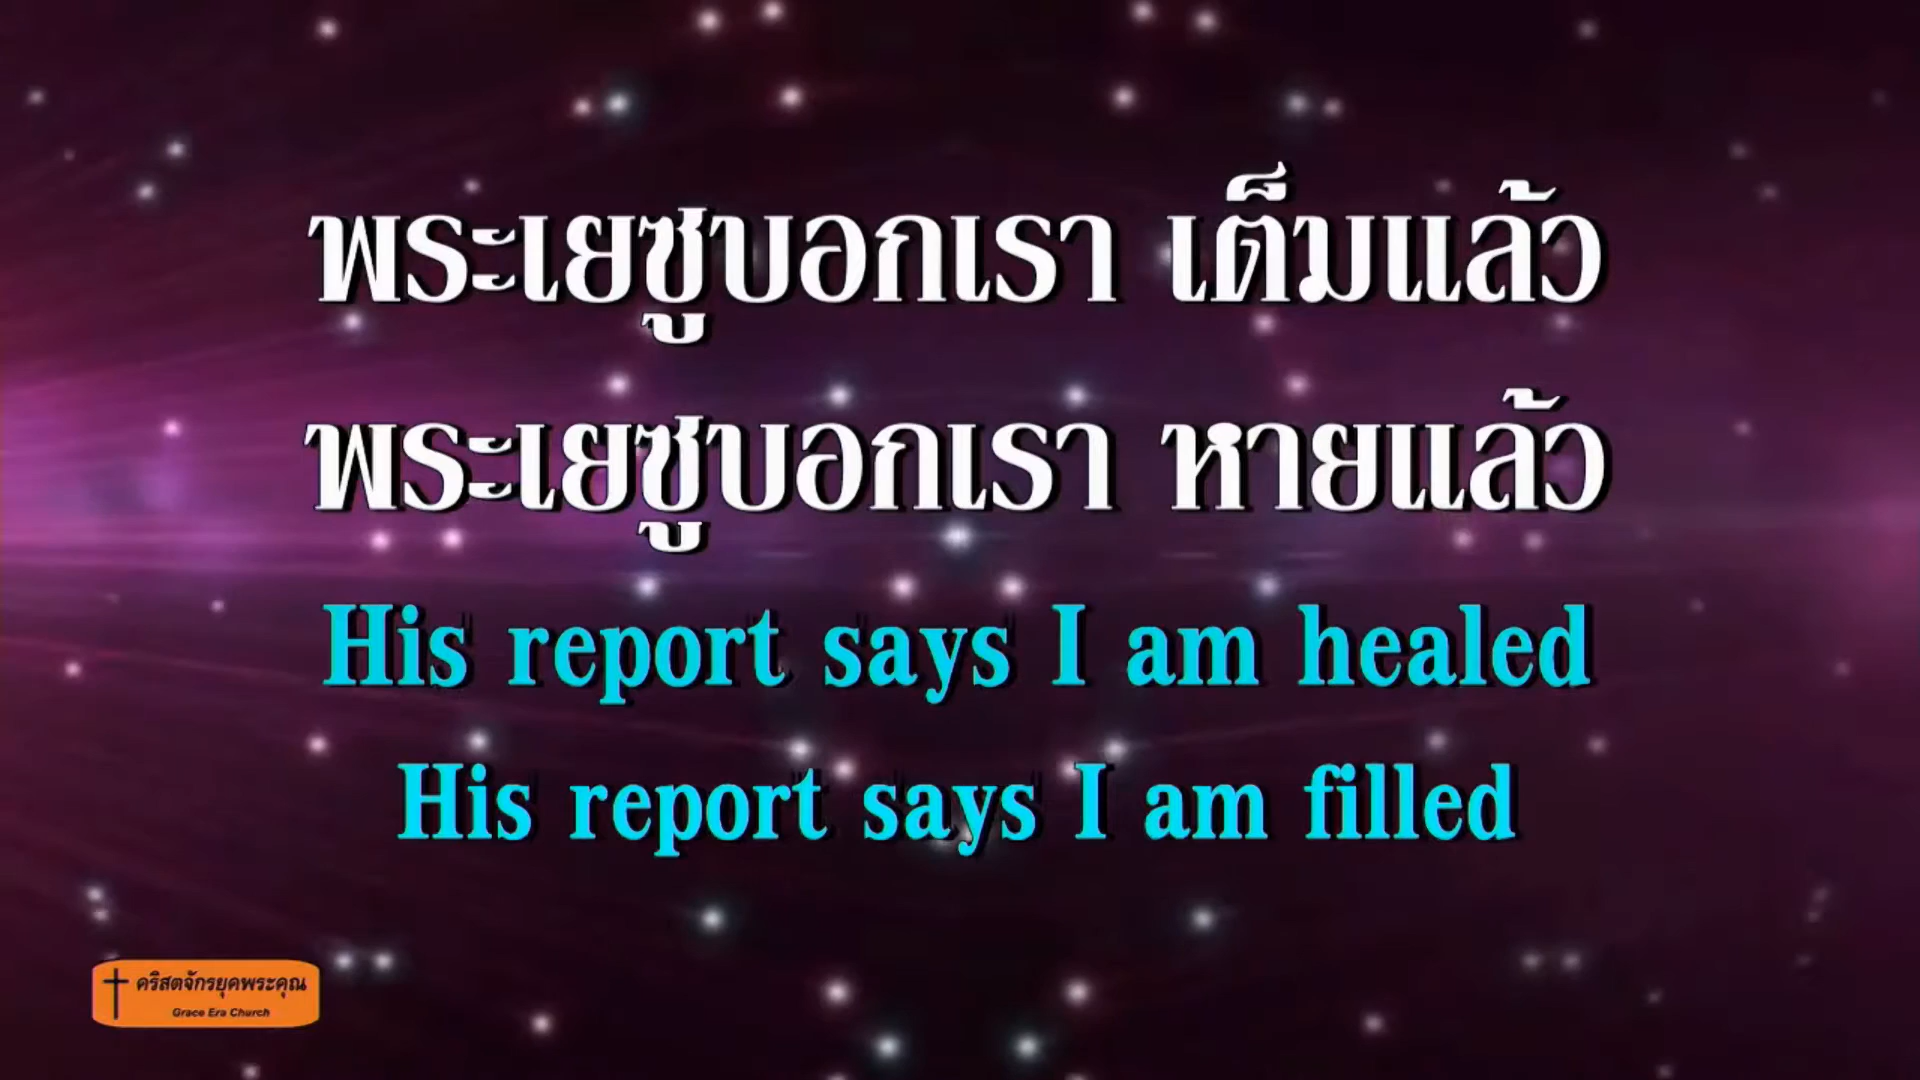 พระเยซูบอกเรา เต็มแล้ว
พระเยซูบอกเรา หายแล้ว
His report says I am healed
His report says I am filled
คริสตจักรยุคพระคุณ
Grace Era Church